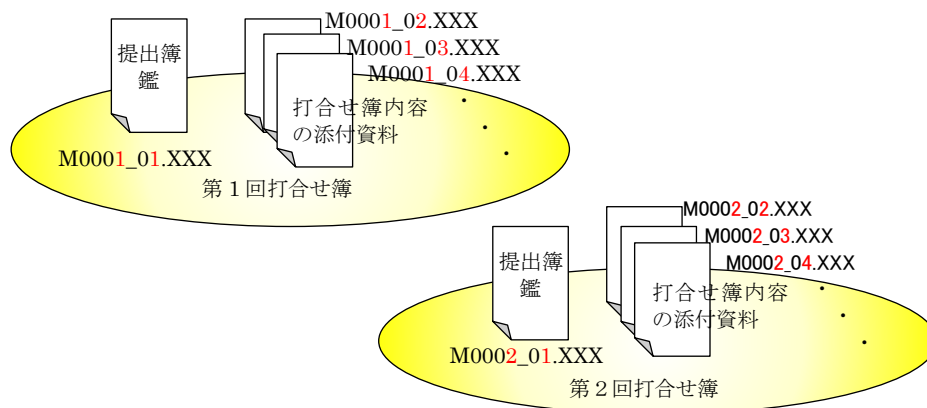 M0001_02.XXX
M0001_03.XXX
M0001_04.XXX
提出簿
鑑
打合せ簿内容
の添付資料
M0001_01.XXX
第１回打合せ簿
M0002_02.XXX
M0002_03.XXX
M0002_04.XXX
提出簿
鑑
打合せ簿内容
の添付資料
M0002_01.XXX
第２回打合せ簿